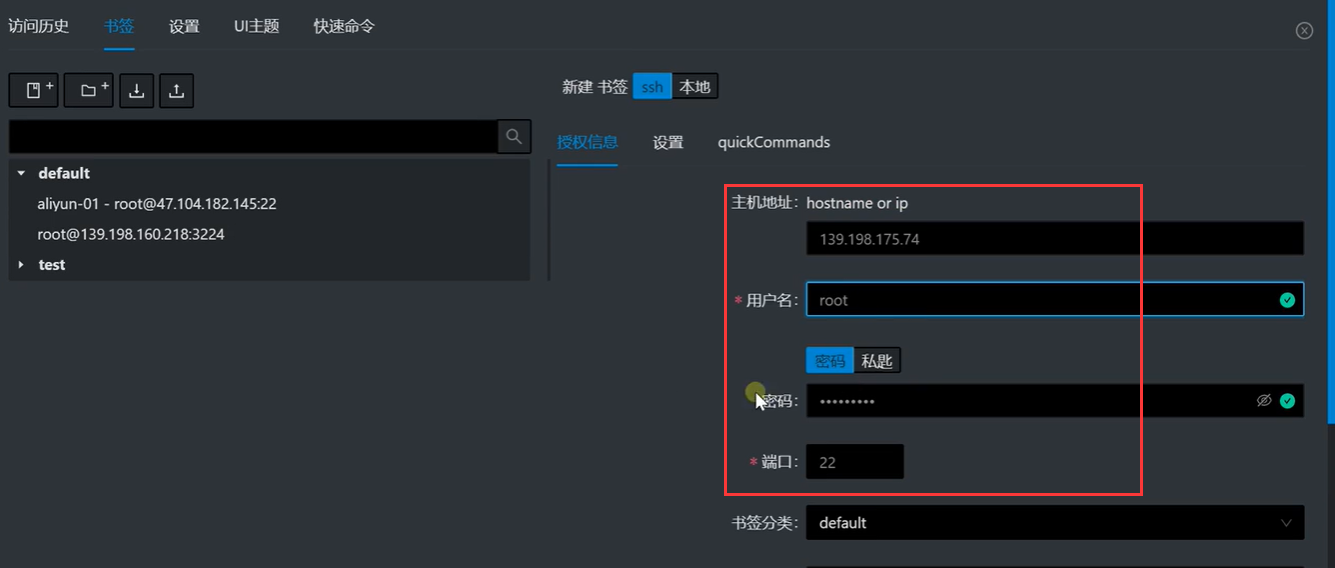 访问历史 书签 设置 UI主题 快速命令
新建 书签 ssh 本地
授权信息 设置 quickCommands
default
aliyun-01 - root@47.104.182.145:22
root@139.198.160.218:3224
test
主机地址: hostname or ip
139.198.175.74
* 用户名: root
密码 私匙
密码: •••••••••
* 端口: 22
书签分类: default